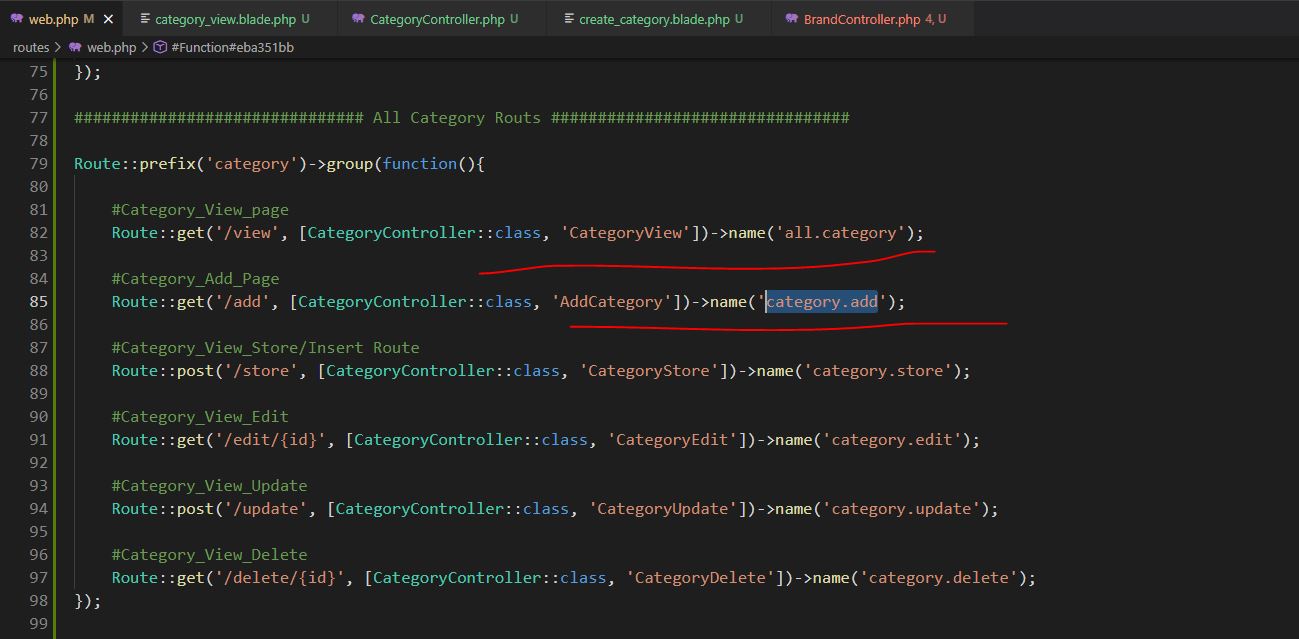 web.php M × category_view.blade.php U CategoryController.php U create_category.blade.php U BrandController.php 4, U
routes > web.php > #Function#eba351bb
75 });
76
77 ############################### All Category Routs ################################
78
79 Route::prefix('category')->group(function(){
80
81 #Category_View_page
82 Route::get('/view', [CategoryController::class, 'CategoryView'])->name('all.category');
83
84 #Category_Add_Page
85 Route::get('/add', [CategoryController::class, 'AddCategory'])->name('category.add');
86
87 #Category_View_Store/Insert Route
88 Route::post('/store', [CategoryController::class, 'CategoryStore'])->name('category.store');
89
90 #Category_View_Edit
91 Route::get('/edit/{id}', [CategoryController::class, 'CategoryEdit'])->name('category.edit');
92
93 #Category_View_Update
94 Route::post('/update', [CategoryController::class, 'CategoryUpdate'])->name('category.update');
95
96 #Category_View_Delete
97 Route::get('/delete/{id}', [CategoryController::class, 'CategoryDelete'])->name('category.delete');
98 });
99